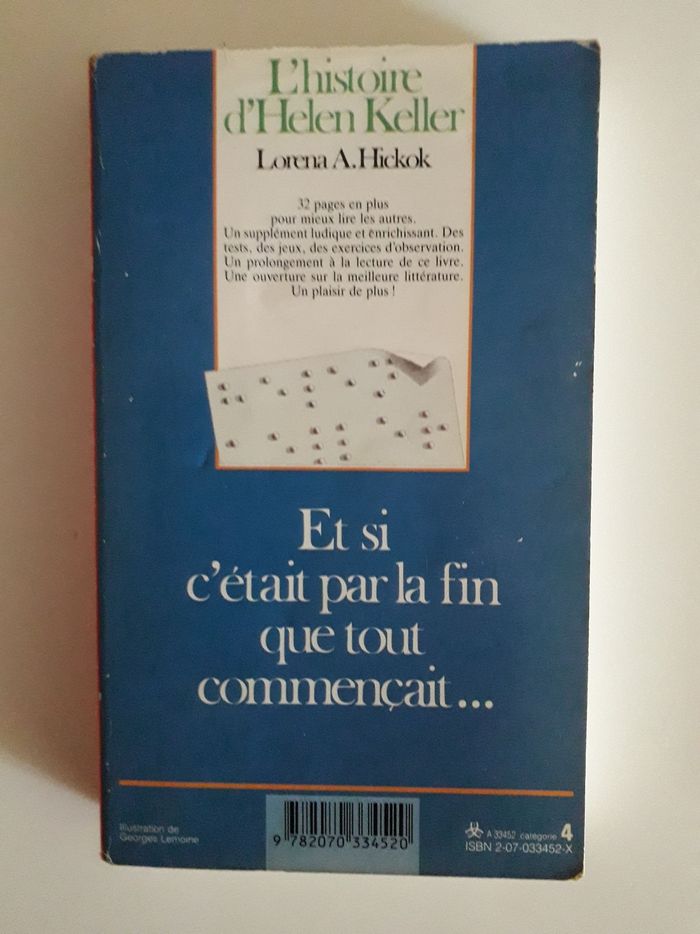 L'histoire
d'Helen Keller
Lorena A. Hickok
32 pages en plus
pour mieux lire les autres.
Un supplément ludique et enrichissant. Des
tests, des jeux, des exercices d'observation.
Un prolongement à la lecture de ce livre.
Une ouverture sur la meilleure littérature.
Un plaisir de plus !
Et si
c'était par la fin
que tout
commençait...
Illustration de
Georges Lemoine
9 782070 334520
A 33452 catégorie 4
ISBN 2-07-033452-X